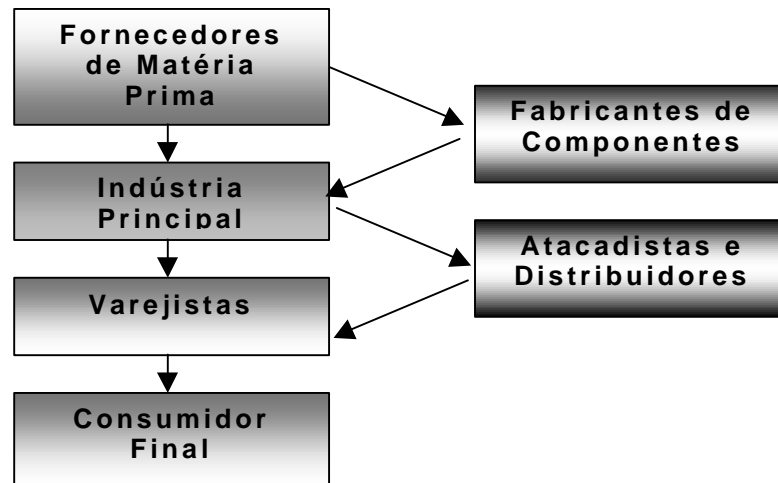 Fornecedores
de Matéria
Prima
Fabricantes de
Componentes
Indústria
Principal
Atacadistas e
Distribuidores
Varejistas
Consumidor
Final